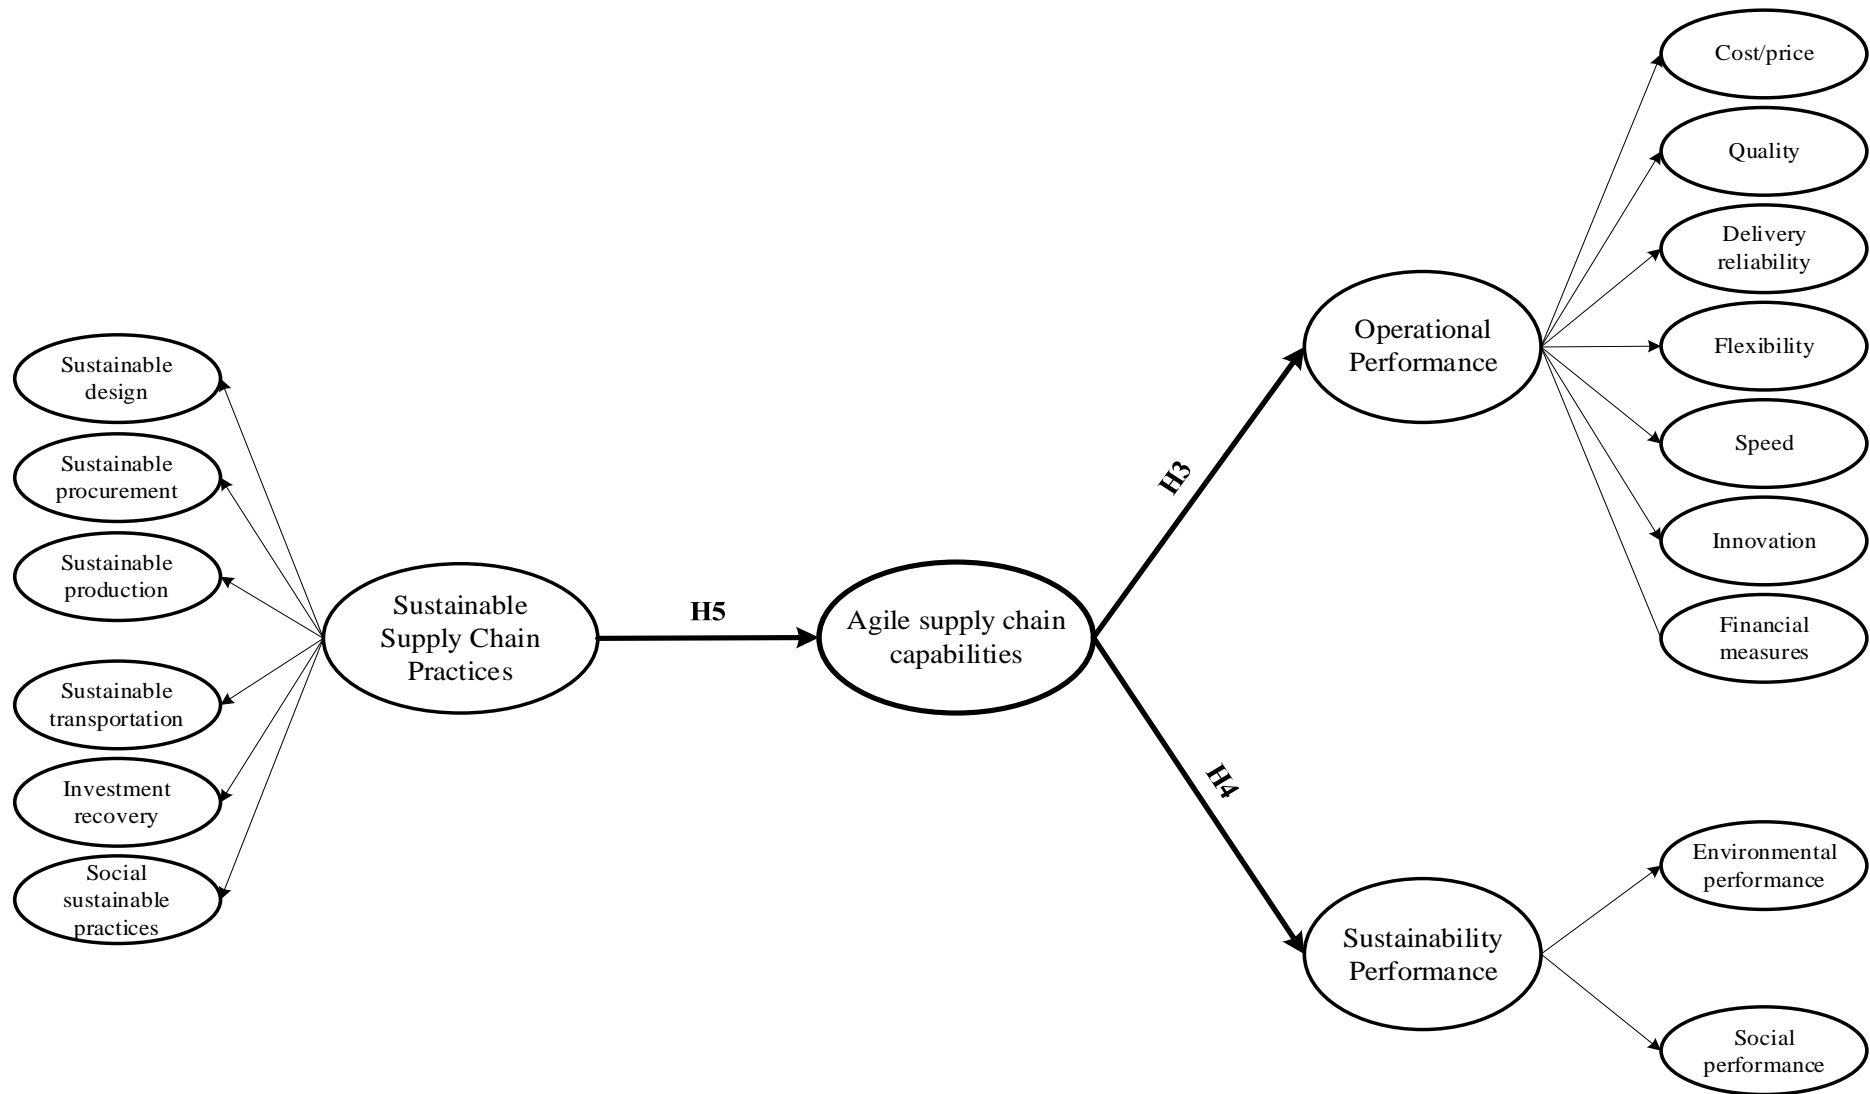 Sustainable
design
Sustainable
procurement
Sustainable
production
Sustainable
transportation
Investment
recovery
Social
sustainable
practices
Sustainable
Supply Chain
Practices
H5
Agile supply chain
capabilities
H3
H4
Operational
Performance
Sustainability
Performance
Cost/price
Quality
Delivery
reliability
Flexibility
Speed
Innovation
Financial
measures
Environmental
performance
Social
performance